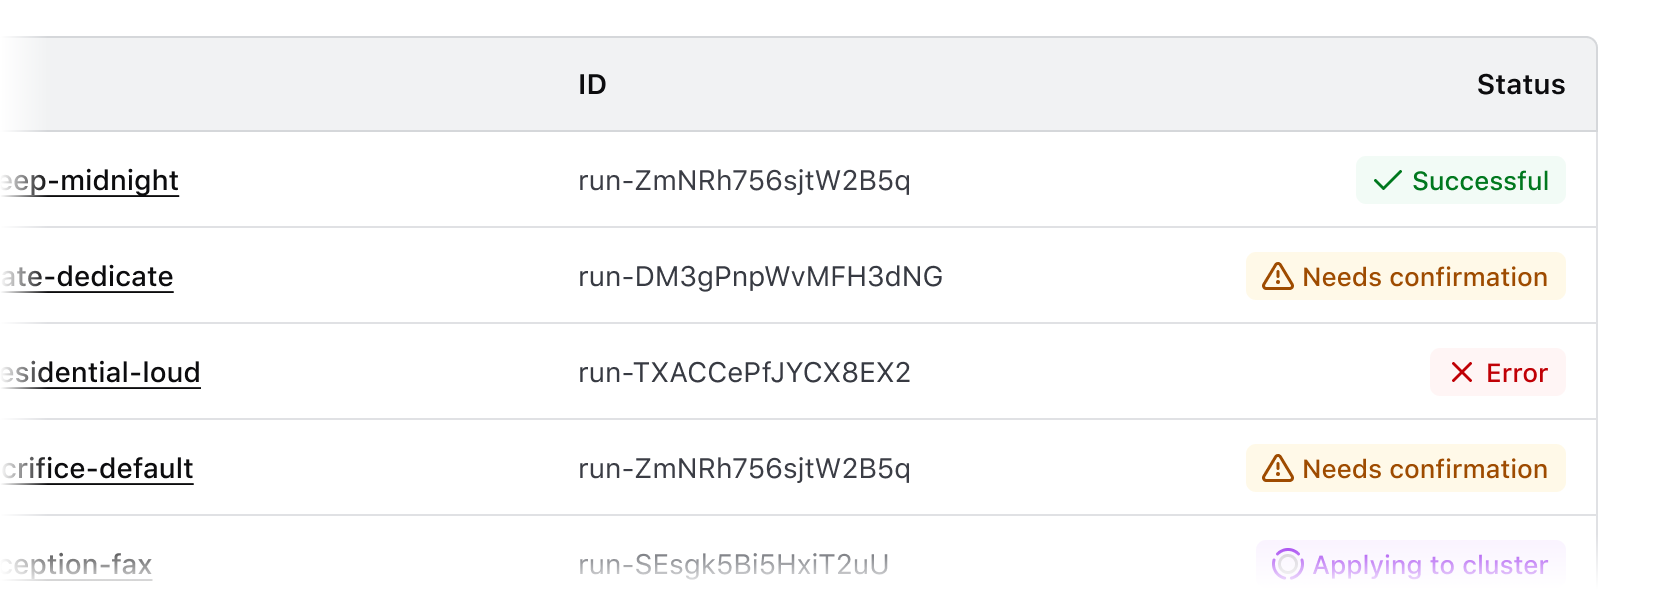 ID Status
eep-midnight run-ZmNRh756sjtW2B5q Successful
ate-dedicate run-DM3gPnpWvMFH3dNG Needs confirmation
esidential-loud run-TXACCePfJYCX8EX2 Error
crifice-default run-ZmNRh756sjtW2B5q Needs confirmation
ception-fax run-SEsgk5Bi5HxiT2uU Applying to cluster